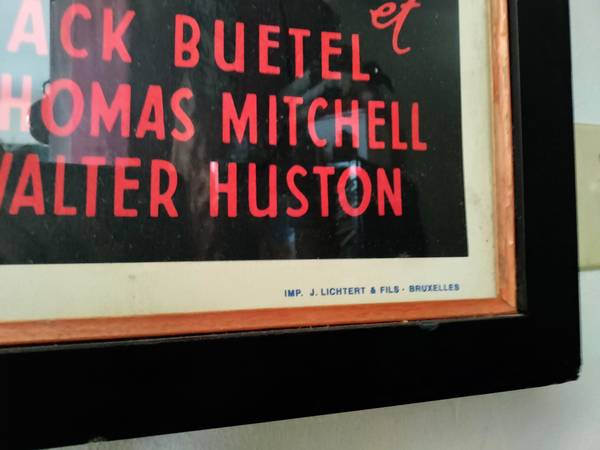 ACK BUETEL
et
HOMAS MITCHELL
WALTER HUSTON
IMP. J. LICHTERT & FILS - BRUXELLES